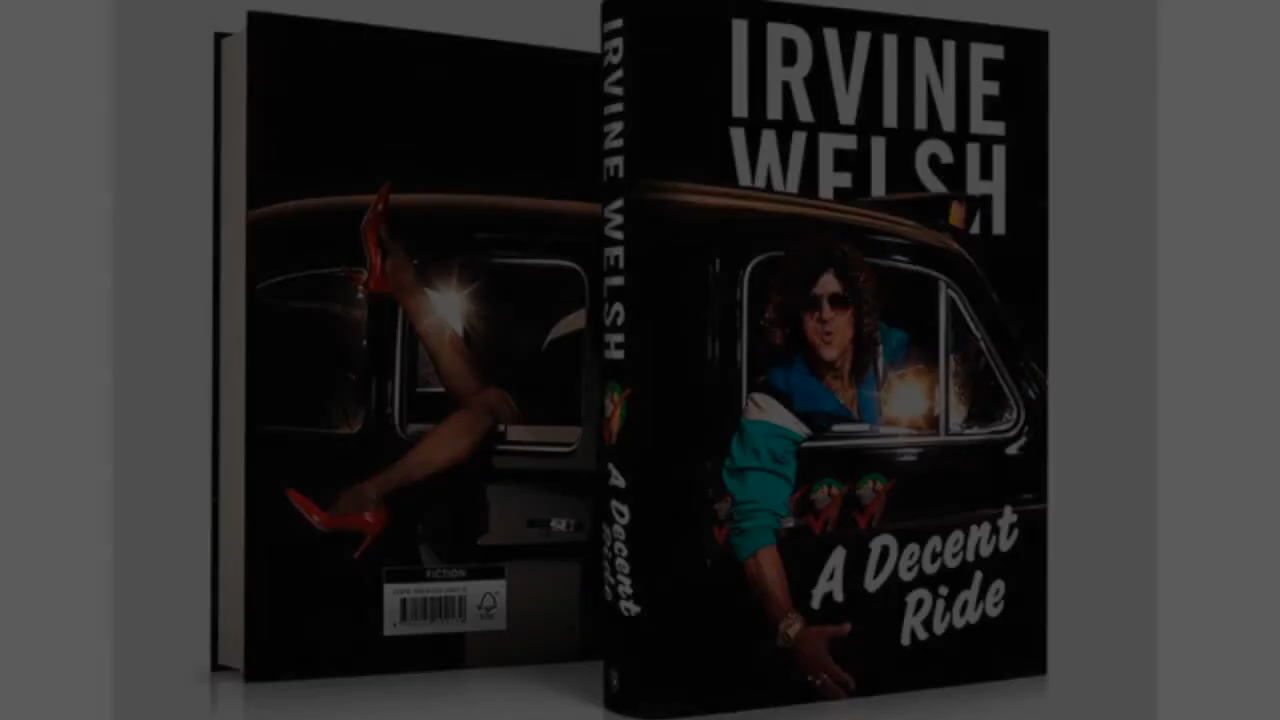 FICTION
IRVINE WELSH
A Decent
Ride
IRVINE
WELSH
A Decent
Ride